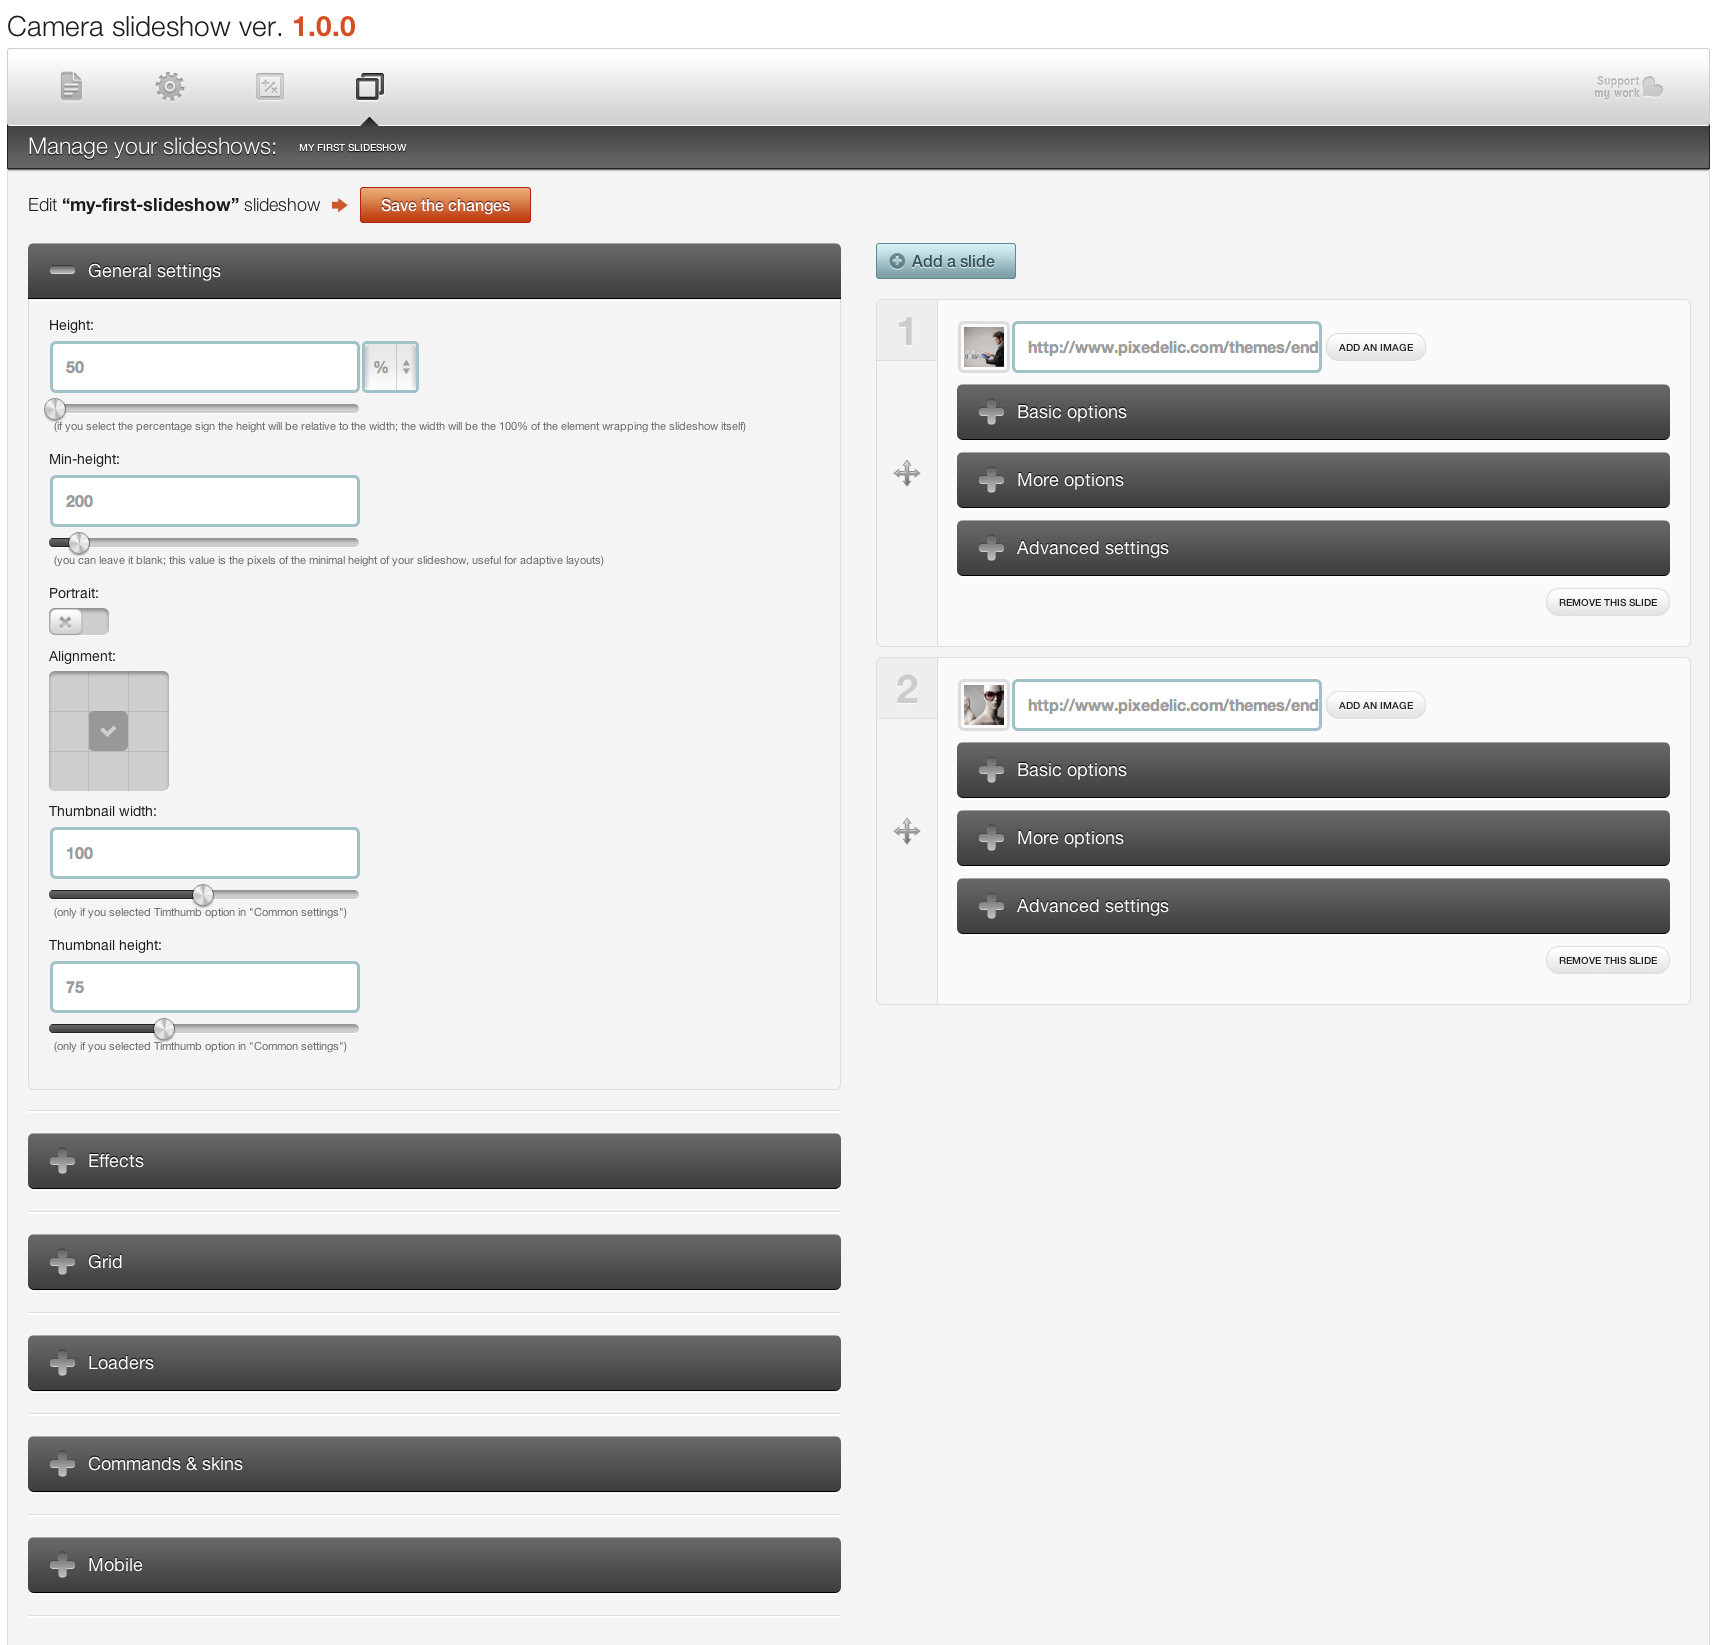 Camera slideshow ver. 1.0.0
Support
my work
Manage your slideshows: MY FIRST SLIDESHOW
Edit “my-first-slideshow” slideshow Save the changes
General settings
Height:
50 %
(if you select the percentage sign the height will be relative to the width; the width will be the 100% of the element wrapping the slideshow itself)
Min-height:
200
(you can leave it blank; this value is the pixels of the minimal height of your slideshow, useful for adaptive layouts)
Portrait:
Alignment:
Thumbnail width:
100
(only if you selected Timthumb option in "Common settings")
Thumbnail height:
75
(only if you selected Timthumb option in "Common settings")
Effects
Grid
Loaders
Commands & skins
Mobile
Add a slide
1
http://www.pixedelic.com/themes/end ADD AN IMAGE
Basic options
More options
Advanced settings
REMOVE THIS SLIDE
2
http://www.pixedelic.com/themes/end ADD AN IMAGE
Basic options
More options
Advanced settings
REMOVE THIS SLIDE